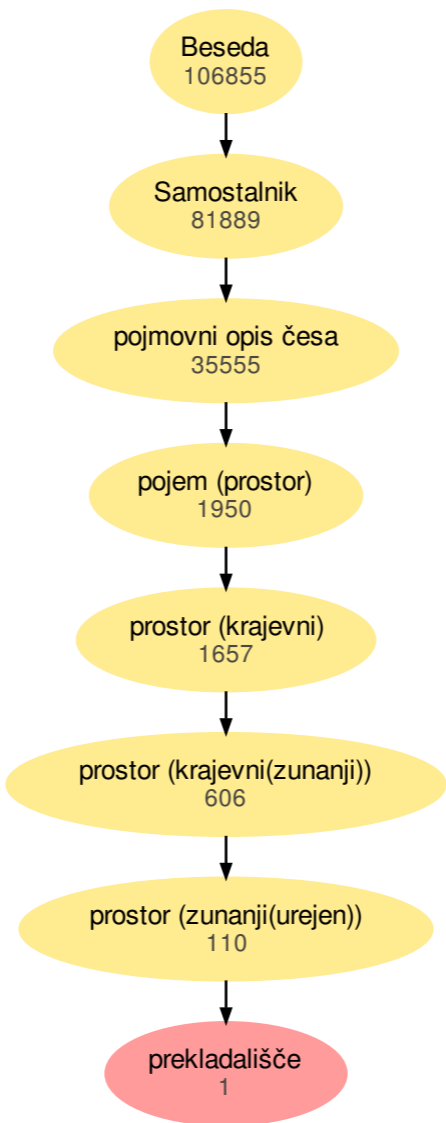 Beseda
106855
Samostalnik
81889
pojmovni opis česa
35555
pojem (prostor)
1950
prostor (krajevni)
1657
prostor (krajevni(zunanji))
606
prostor (zunanji(urejen))
110
prekladališče
1